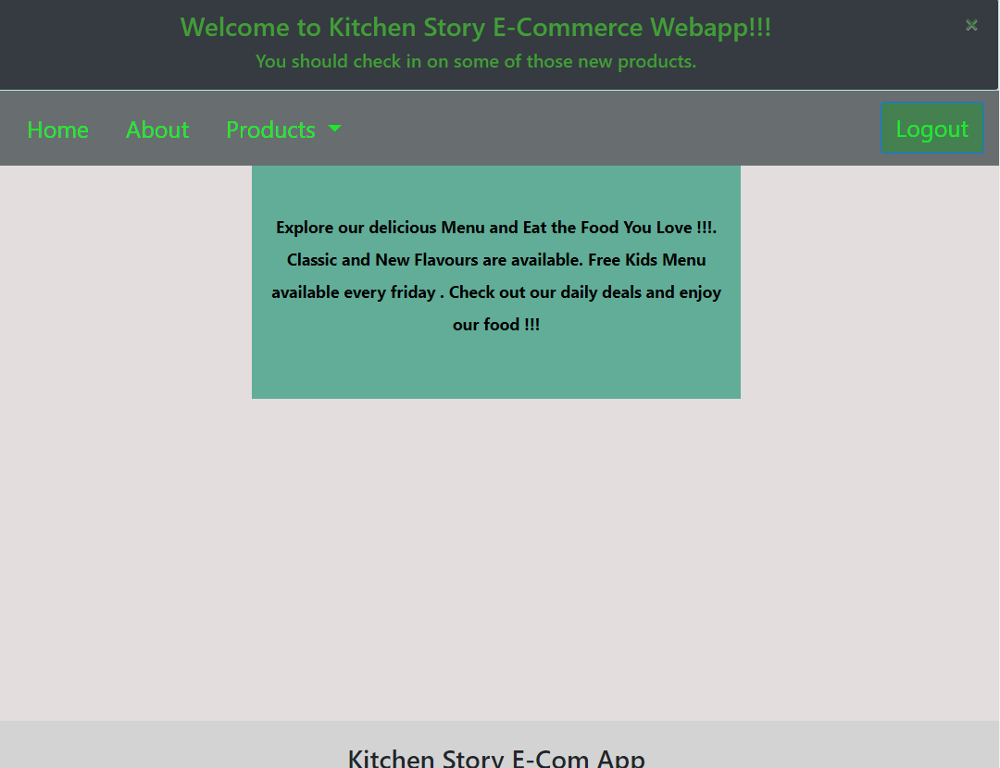 Welcome to Kitchen Story E-Commerce Webapp!!!
×
You should check in on some of those new products.
Home About Products Logout
Explore our delicious Menu and Eat the Food You Love !!!.
Classic and New Flavours are available. Free Kids Menu
available every friday . Check out our daily deals and enjoy
our food !!!
Kitchen Story E-Com App